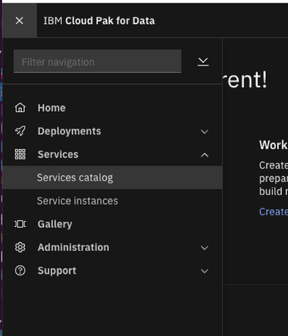 IBM Cloud Pak for Data
Filter navigation
rent!
Home
Deployments
Services
Services catalog
Service instances
Gallery
Administration
Support
Work
Create
prepar
build r
Create